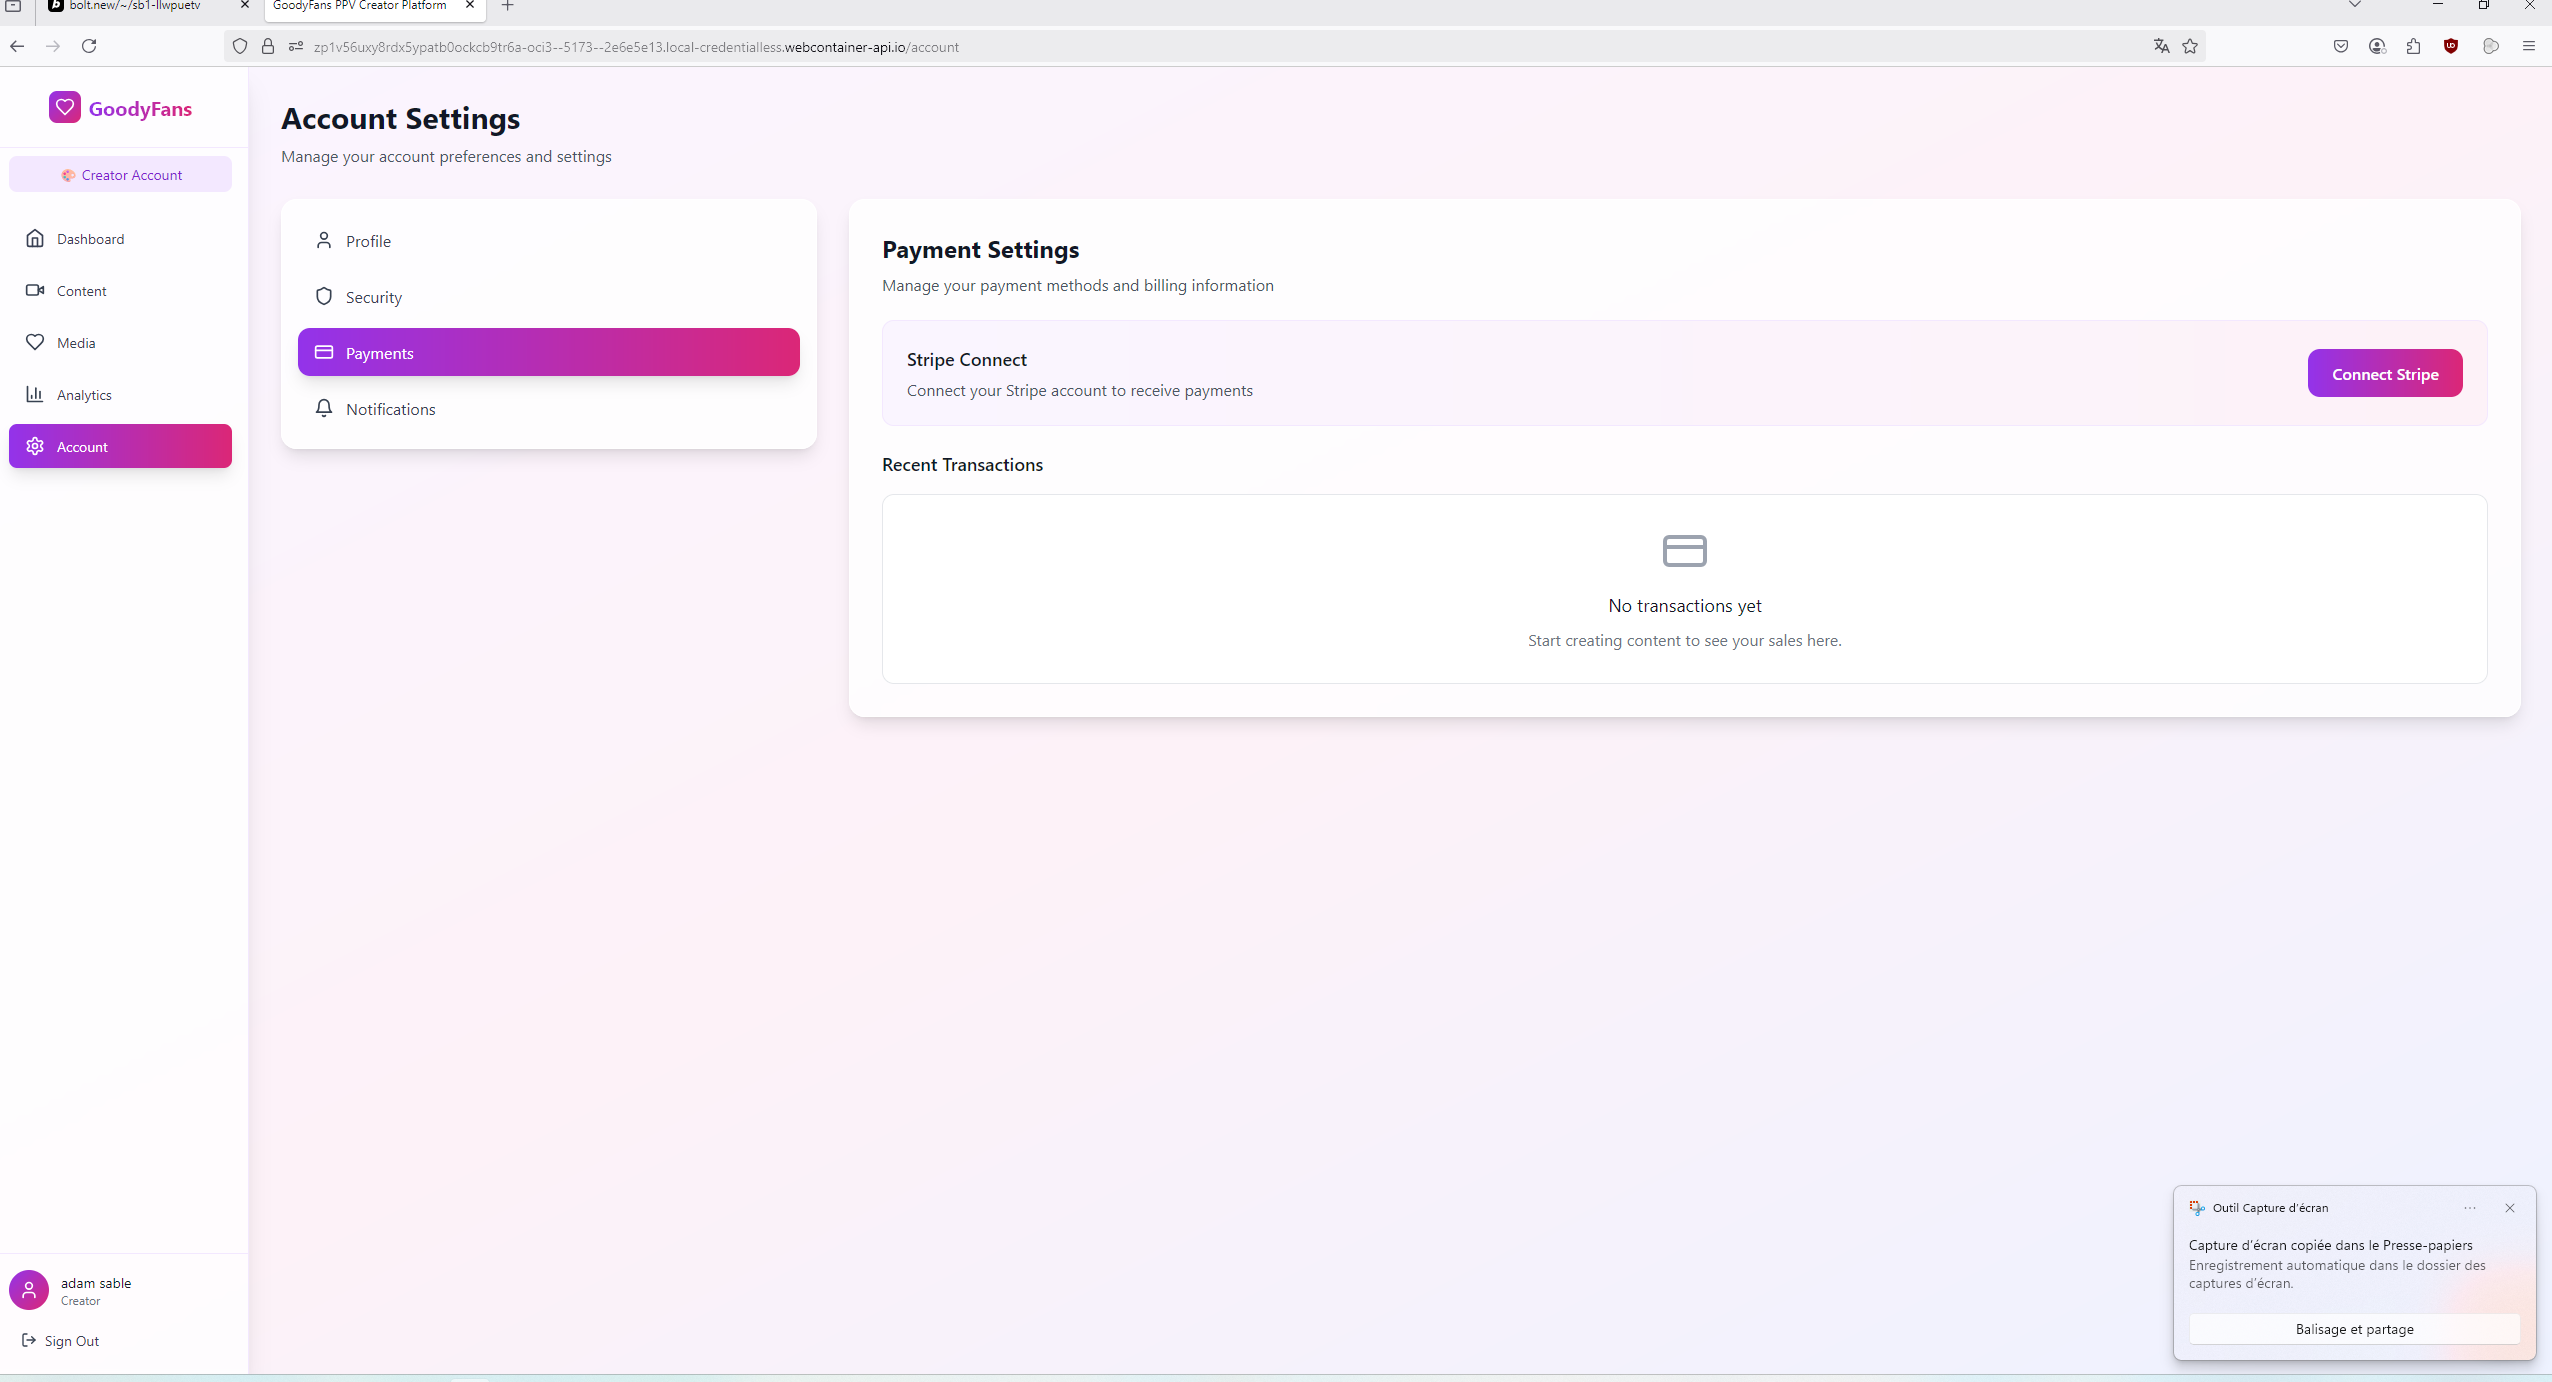 bolt.new/~/sb1-llwpuetv
GoodyFans PPV Creator Platform
zp1v56uxy8rdx5ypatb0ockcb9tr6a-oci3--5173--2e6e5e13.local-credentialless.webcontainer-api.io/account
GoodyFans
Creator Account
Dashboard
Content
Media
Analytics
Account
adam sable
Creator
Sign Out
Account Settings
Manage your account preferences and settings
Profile
Security
Payments
Notifications
Payment Settings
Manage your payment methods and billing information
Stripe Connect
Connect your Stripe account to receive payments
Connect Stripe
Recent Transactions
No transactions yet
Start creating content to see your sales here.
Outil Capture d'écran
Capture d'écran copiée dans le Presse-papiers
Enregistrement automatique dans le dossier des
captures d'écran.
Balisage et partage